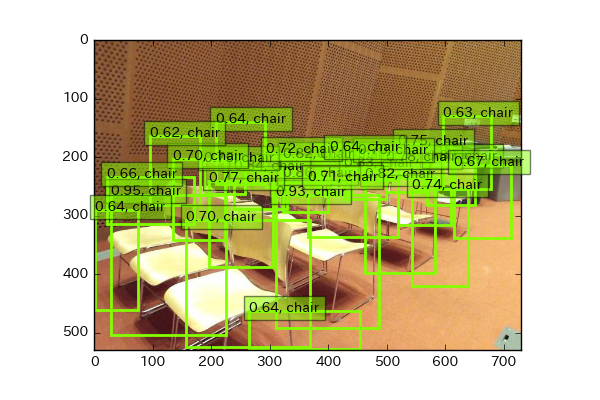 0
100
200
300
400
500
0 100 200 300 400 500 600 700
0.63, chair
0.64, chair
0.62, chair
0.75, chair
0.72, chair
0.64, chair
0.70, chair
0.67, chair
0.66, chair
0.77, chair
0.71, chair
0.74, chair
0.95, chair
0.93, chair
0.64, chair
0.70, chair
0.64, chair